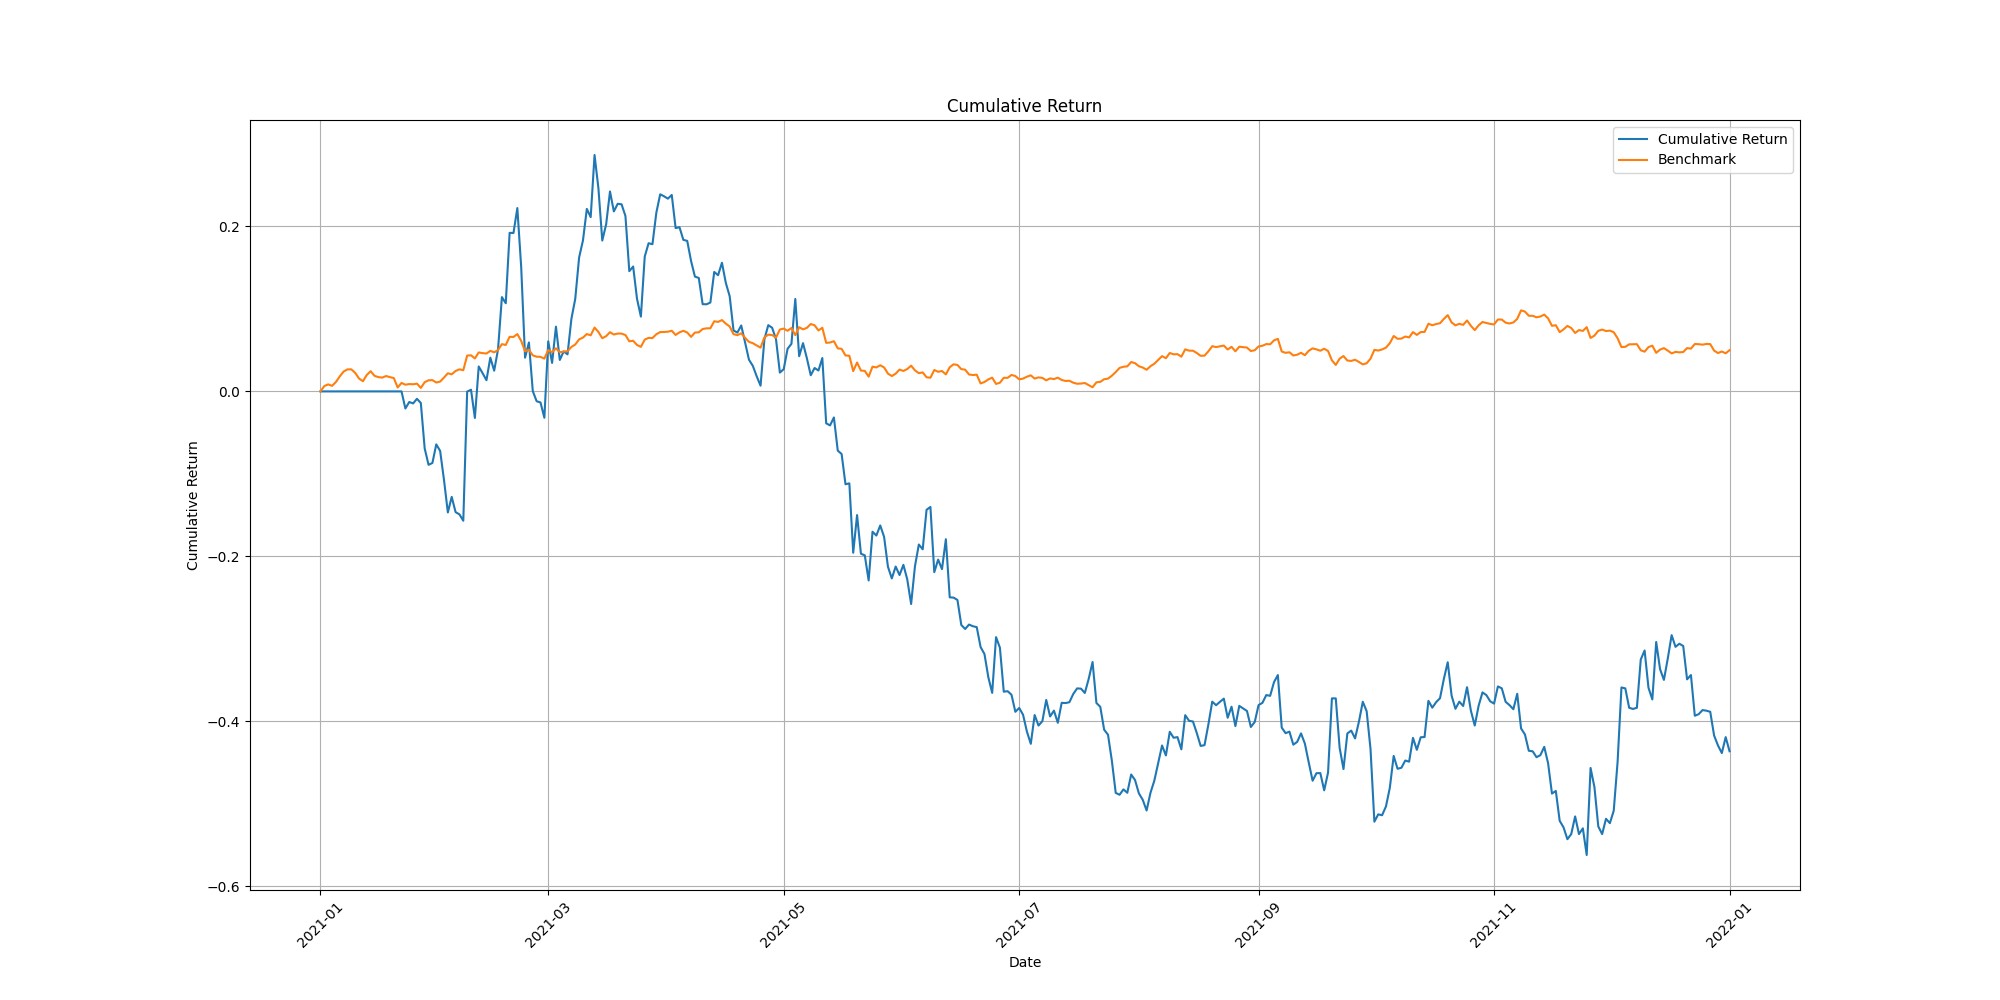 Cumulative Return
Cumulative Return
Benchmark
Cumulative Return
0.2
0.0
−0.2
−0.4
−0.6
2021-01
2021-03
2021-05
2021-07
2021-09
2021-11
2022-01
Date